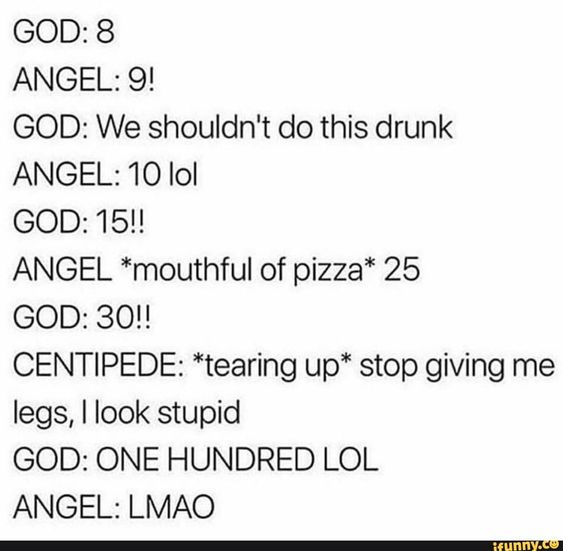 GOD: 8
ANGEL: 9!
GOD: We shouldn't do this drunk
ANGEL: 10 lol
GOD: 15!!
ANGEL *mouthful of pizza* 25
GOD: 30!!
CENTIPEDE: *tearing up* stop giving me
legs, I look stupid
GOD: ONE HUNDRED LOL
ANGEL: LMAO
ifunny.co